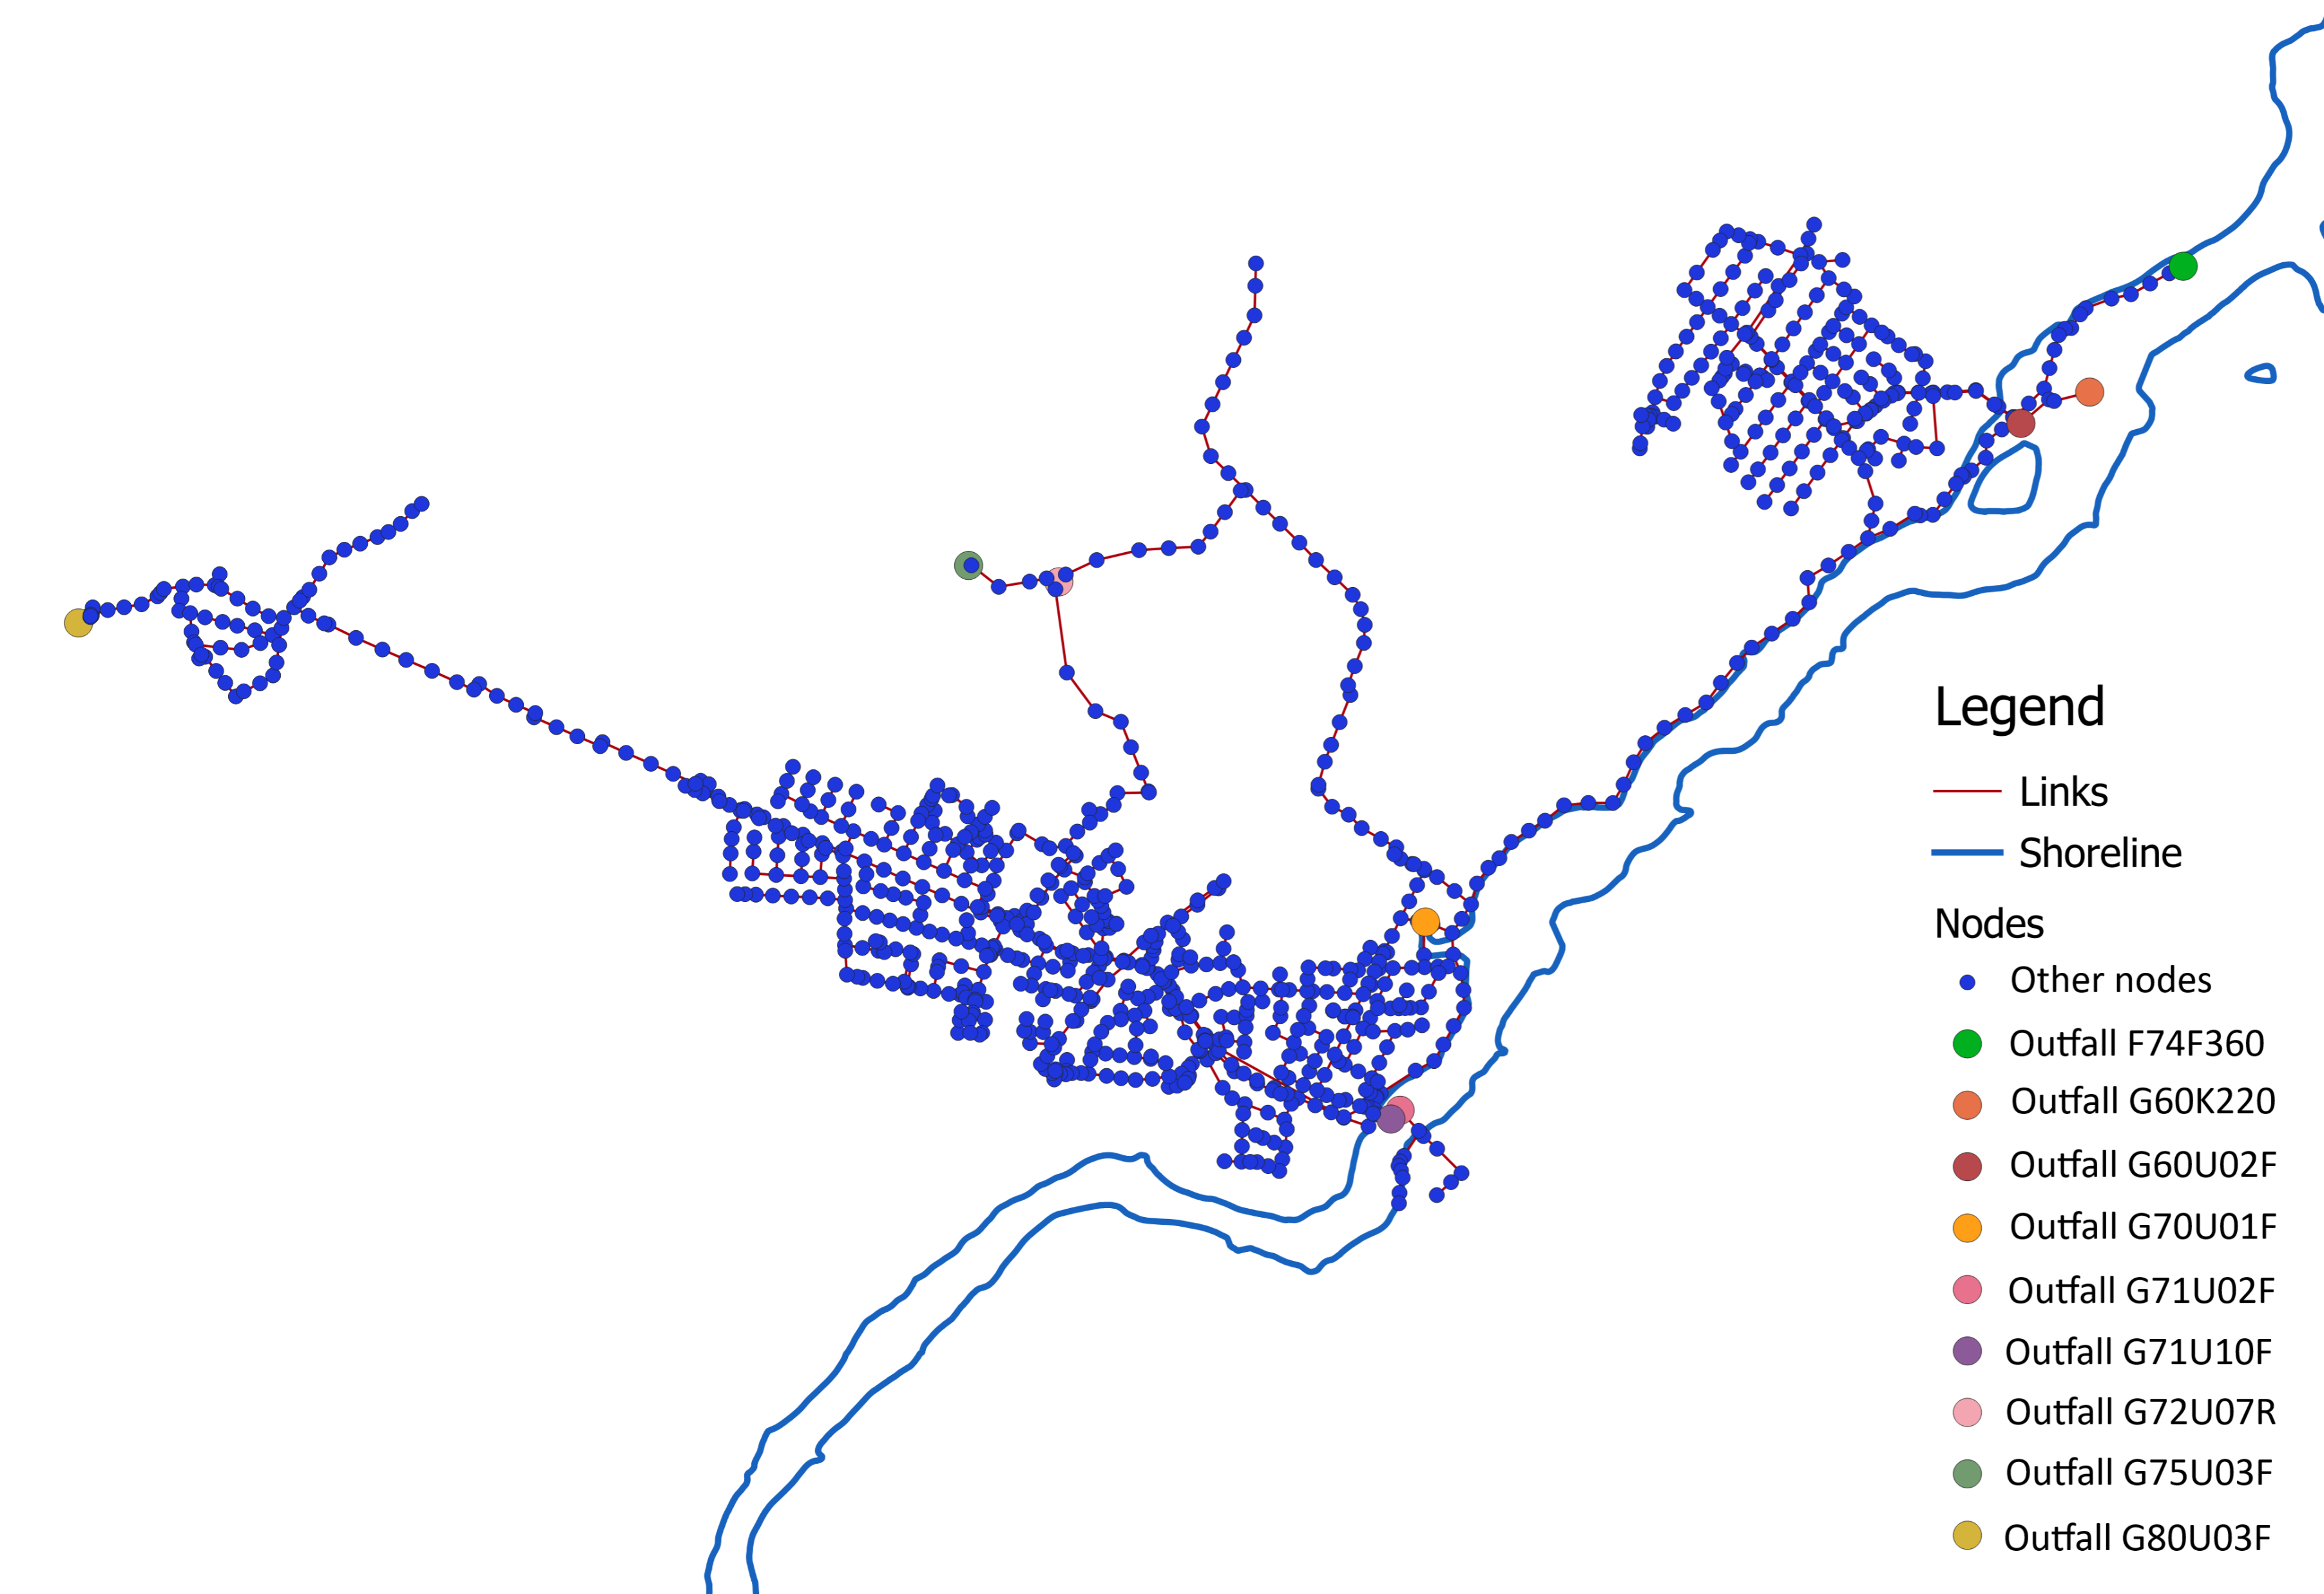 Legend
Links
Shoreline
Nodes
Other nodes
Outfall F74F360
Outfall G60K220
Outfall G60U02F
Outfall G70U01F
Outfall G71U02F
Outfall G71U10F
Outfall G72U07R
Outfall G75U03F
Outfall G80U03F